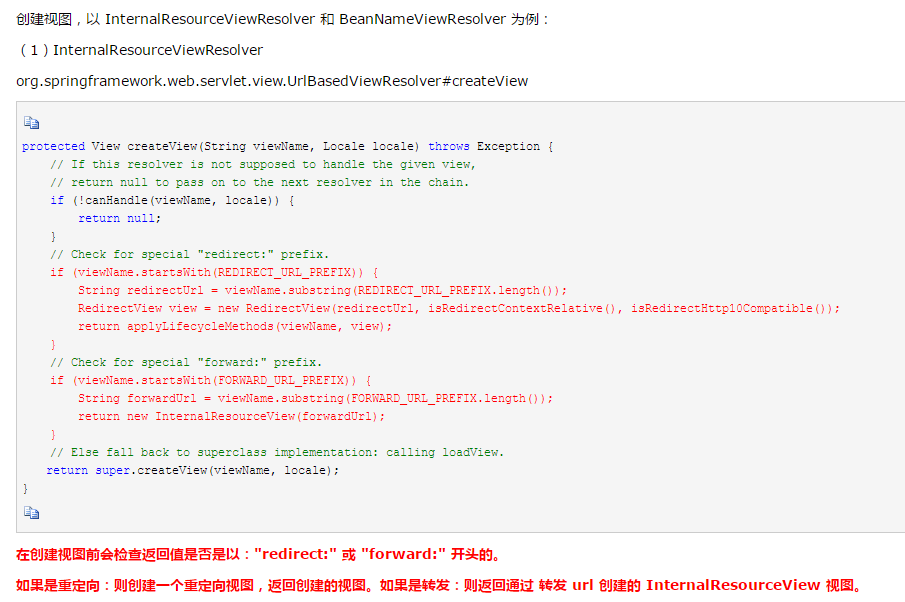 创建视图，以 InternalResourceViewResolver 和 BeanNameViewResolver 为例：
（1）InternalResourceViewResolver
org.springframework.web.servlet.view.UrlBasedViewResolver#createView
protected View createView(String viewName, Locale locale) throws Exception {
    // If this resolver is not supposed to handle the given view,
    // return null to pass on to the next resolver in the chain.
    if (!canHandle(viewName, locale)) {
        return null;
    }
    // Check for special "redirect:" prefix.
    if (viewName.startsWith(REDIRECT_URL_PREFIX)) {
        String redirectUrl = viewName.substring(REDIRECT_URL_PREFIX.length());
        RedirectView view = new RedirectView(redirectUrl, isRedirectContextRelative(), isRedirectHttp10Compatible());
        return applyLifecycleMethods(viewName, view);
    }
    // Check for special "forward:" prefix.
    if (viewName.startsWith(FORWARD_URL_PREFIX)) {
        String forwardUrl = viewName.substring(FORWARD_URL_PREFIX.length());
        return new InternalResourceView(forwardUrl);
    }
    // Else fall back to superclass implementation: calling loadView.
    return super.createView(viewName, locale);
}
在创建视图前会检查返回值是否是以："redirect:" 或 "forward:" 开头的。
如果是重定向：则创建一个重定向视图，返回创建的视图。如果是转发：则返回通过 转发 url 创建的 InternalResourceView 视图。